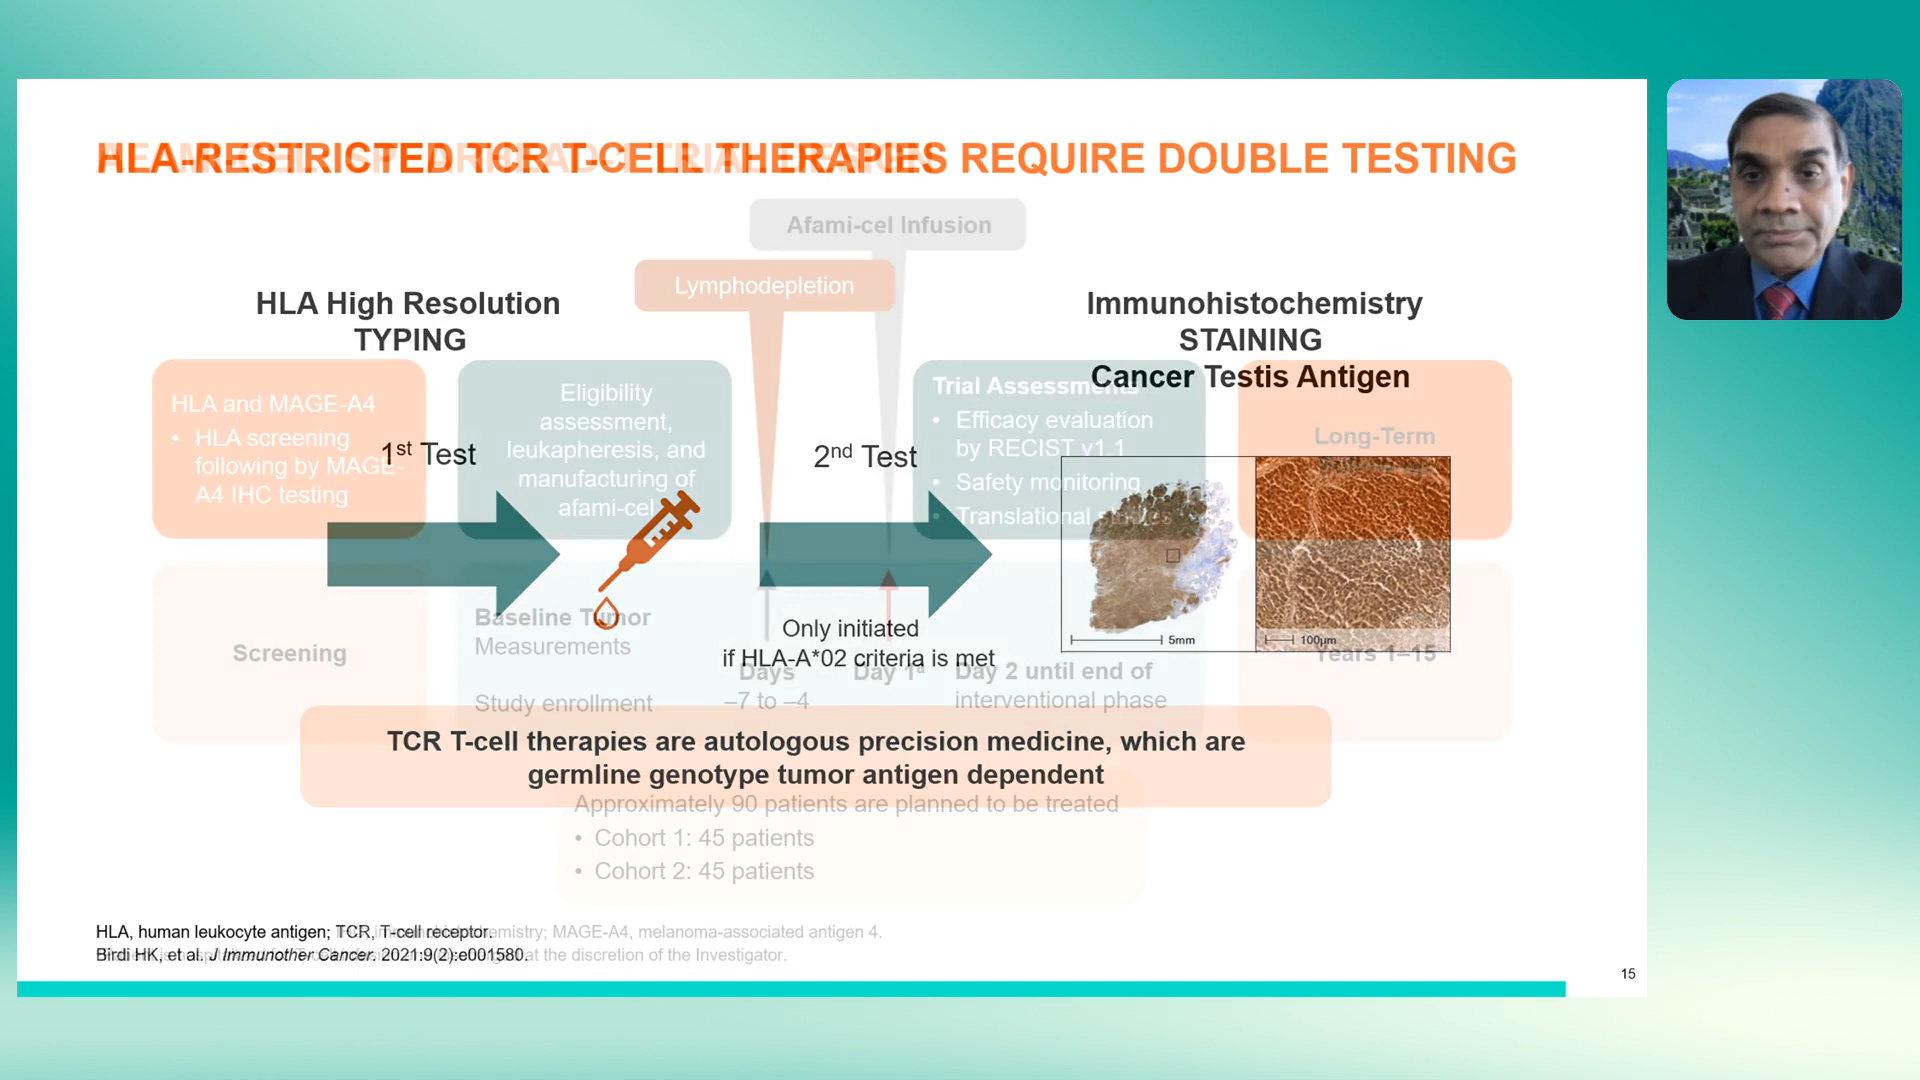 HLA-RESTRICTED TCR T-CELL THERAPIES REQUIRE DOUBLE TESTING
Afami-cel Infusion
Lymphodepletion
HLA High Resolution
TYPING
Immunohistochemistry
STAINING
Cancer Testis Antigen
HLA and MAGE-A4
• HLA screening
following by MAGE-
A4 IHC testing
1st Test
Eligibility
assessment,
leukapheresis, and
manufacturing of
afami-cel
2nd Test
Trial Assessments
• Efficacy evaluation
by RECIST v1.1
• Safety monitoring
• Translational
Long-Term
5mm
100µm
Screening
Baseline Tumor
Measurements
Study enrollment
Only initiated
if HLA-A*02 criteria is met
Days
–7 to –4
Day 1a
Day 2 until end of
interventional phase
Years 1–15
TCR T-cell therapies are autologous precision medicine, which are
germline genotype tumor antigen dependent
Approximately 90 patients are planned to be treated
• Cohort 1: 45 patients
• Cohort 2: 45 patients
HLA, human leukocyte antigen; TCR, T-cell receptor.
MAGE-A4, melanoma-associated antigen 4.
Birdi HK, et al. J Immunother Cancer. 2021:9(2):e001580.
at the discretion of the Investigator.
15